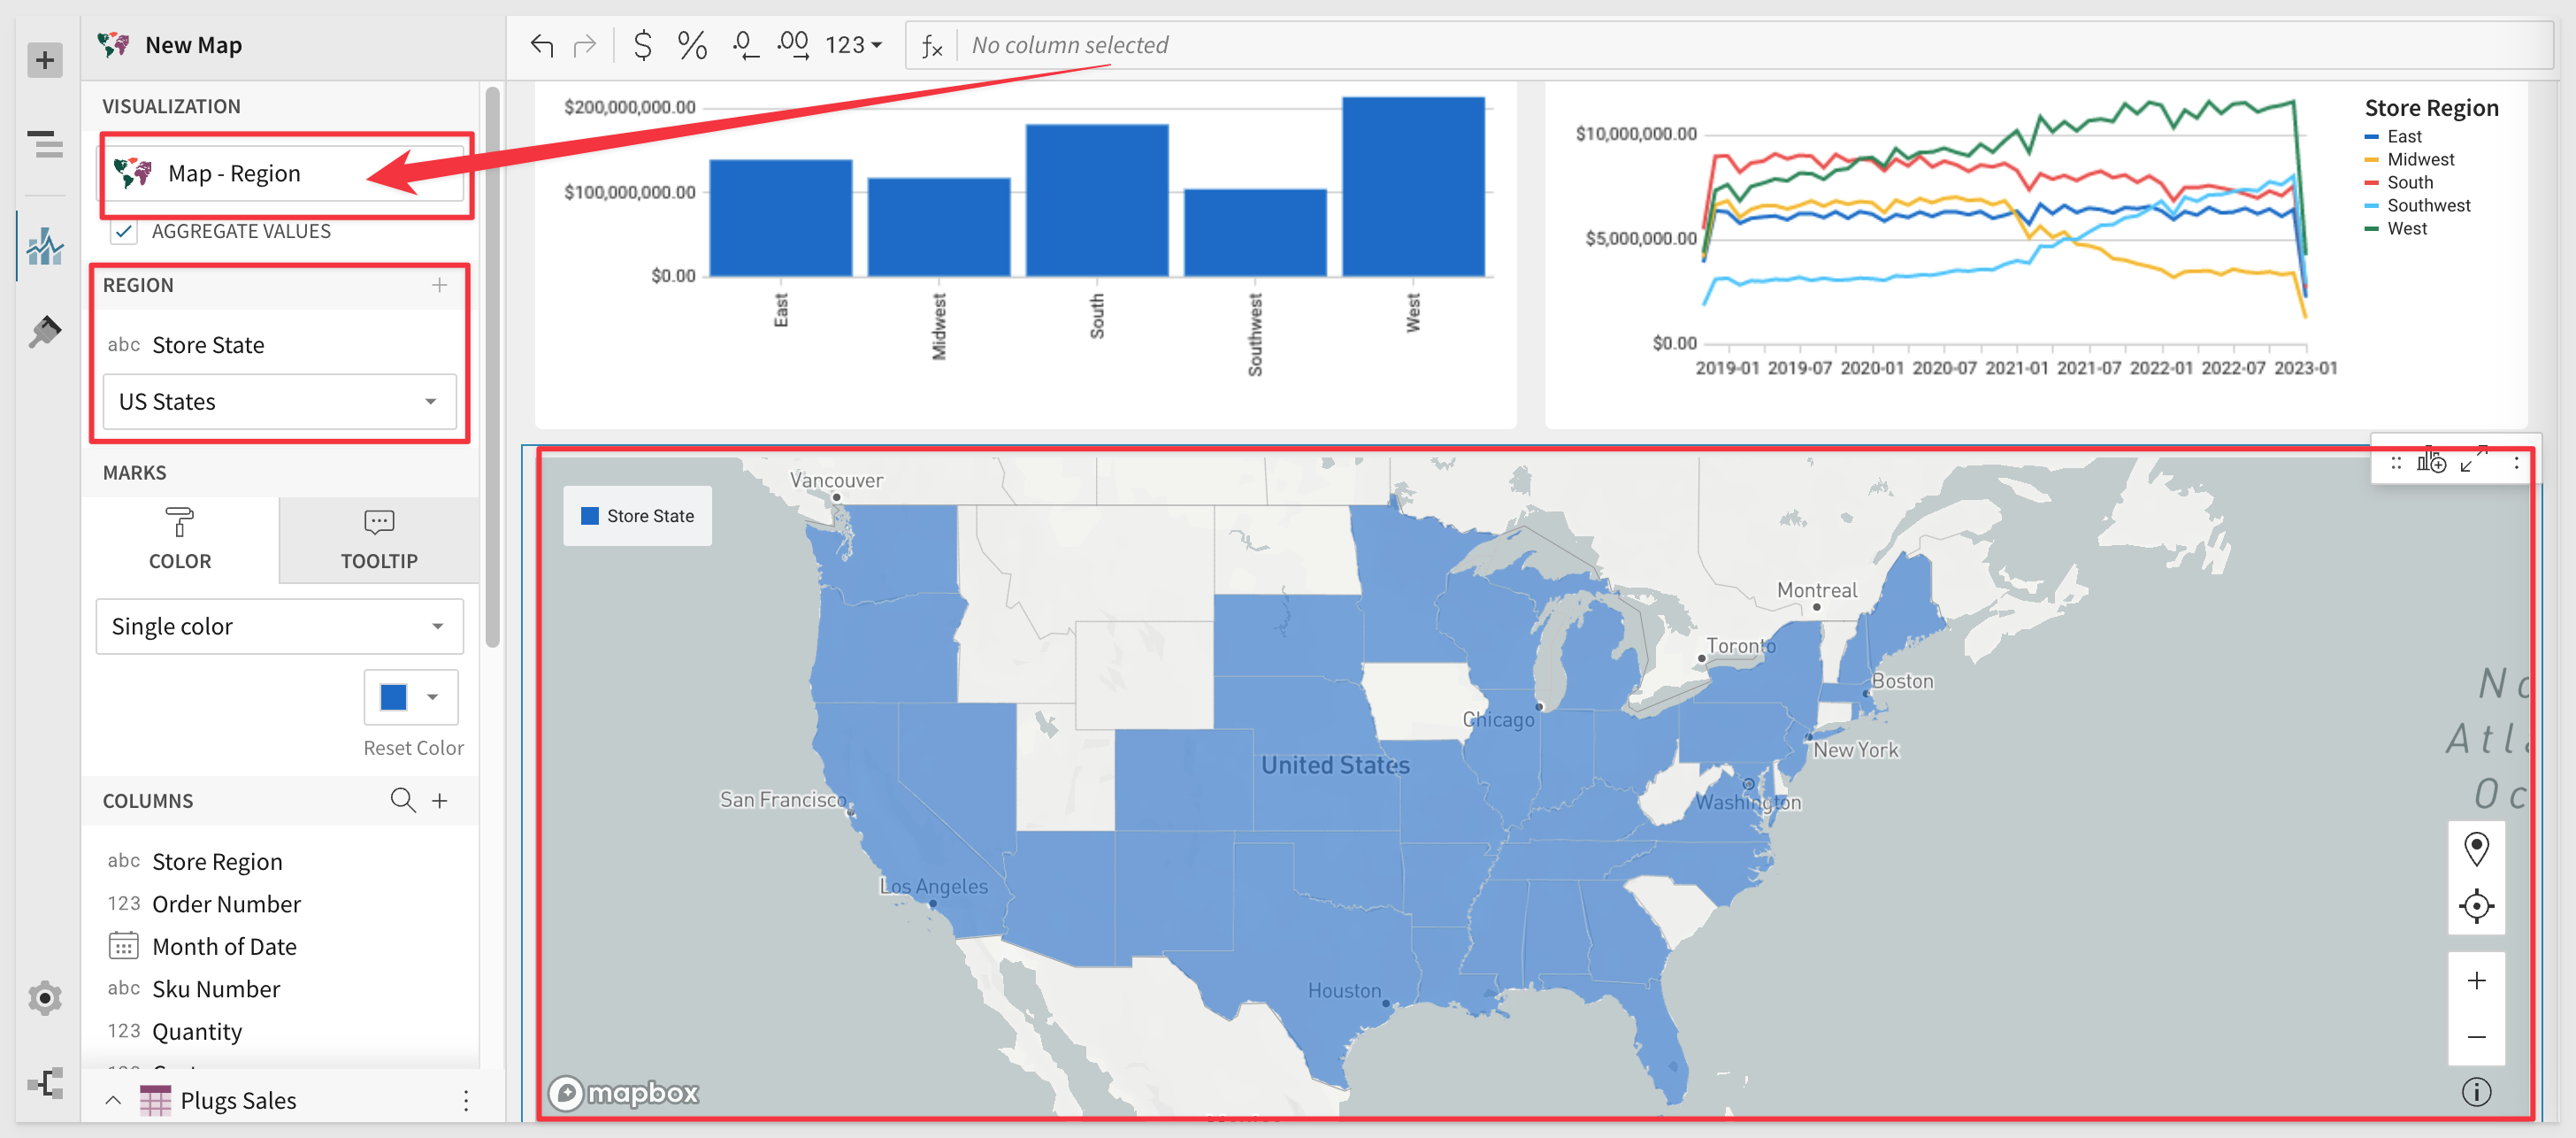 New Map
123
fx
No column selected
VISUALIZATION
Map - Region
AGGREGATE VALUES
REGION
abc Store State
US States
MARKS
COLOR
TOOLTIP
Single color
Reset Color
COLUMNS
abc Store Region
123 Order Number
Month of Date
abc Sku Number
123 Quantity
Plugs Sales
$200,000,000.00
$100,000,000.00
$0.00
East
Midwest
South
Southwest
West
$10,000,000.00
$5,000,000.00
$0.00
2019-01 2019-07 2020-01 2020-07 2021-01 2021-07 2022-01 2022-07 2023-01
Store Region
East
Midwest
South
Southwest
West
Store State
Vancouver
Montreal
Toronto
Boston
Chicago
New York
United States
San Francisco
Washington
Los Angeles
Houston
mapbox